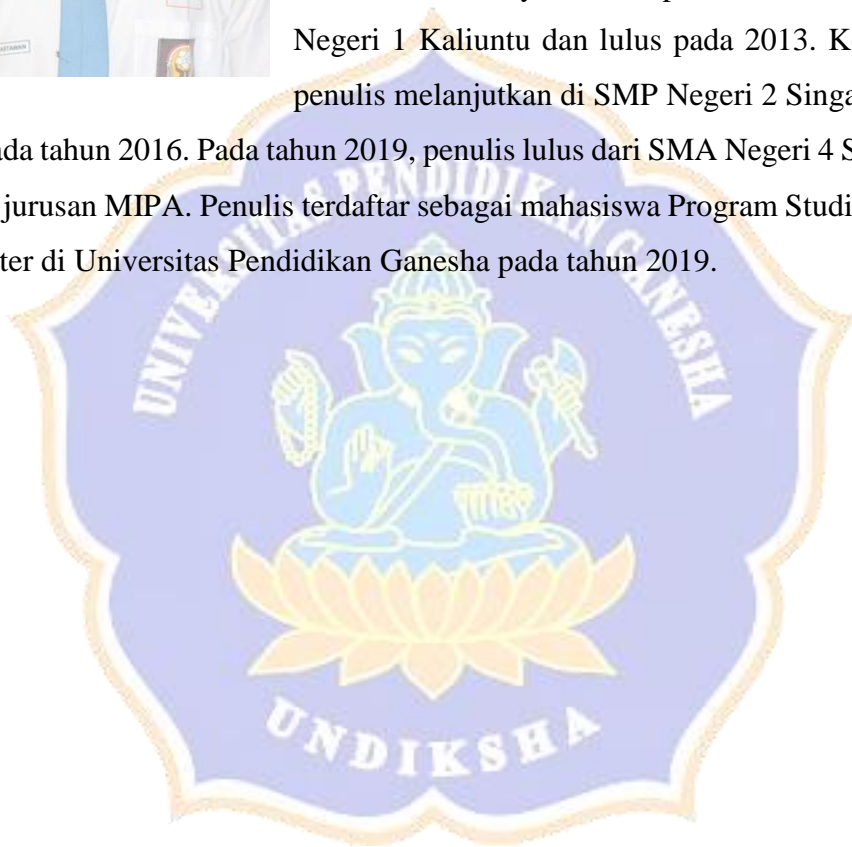 Negeri 1 Kaliuntu dan lulus pada 2013. K
penulis melanjutkan di SMP Negeri 2 Singa
ada tahun 2016. Pada tahun 2019, penulis lulus dari SMA Negeri 4 S
jurusan MIPA. Penulis terdaftar sebagai mahasiswa Program Studi
ter di Universitas Pendidikan Ganesha pada tahun 2019.
UNIVERSITAS PENDIDIKAN GANESHA
UNDIKSHA